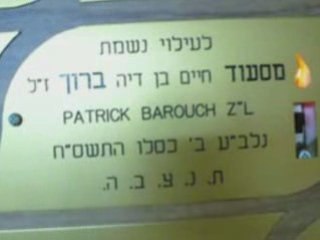 לעילוי נשמת
מסעוד חיים בן דיה ברוך ז"ל
PATRICK BAROUCH Z"L
נלב"ע ב' כסלו התשס"ח
ת. נ. צ. ב. ה.